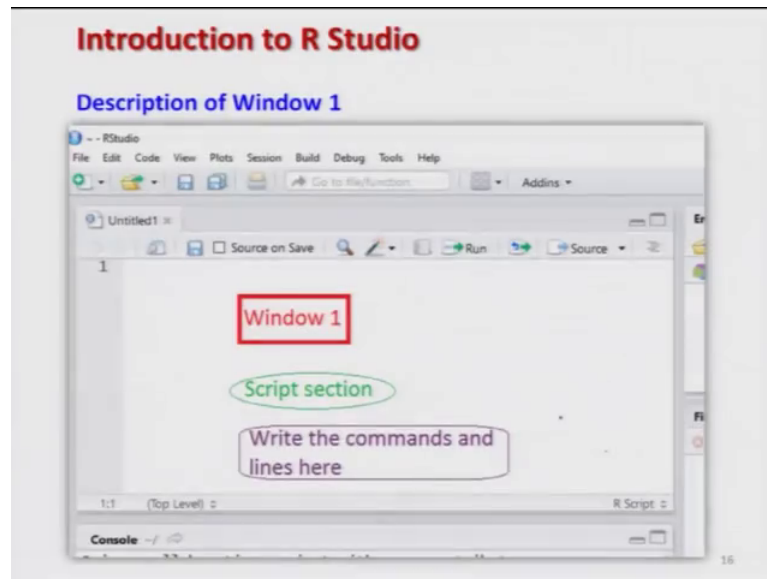 Introduction to R Studio
Description of Window 1
~ - RStudio
File Edit Code View Plots Session Build Debug Tools Help
Go to file/function Addins
Untitled1 ×
Source on Save Run Source
1
Window 1
Script section
Write the commands and
lines here
1:1 (Top Level) R Script
Console ~/
16